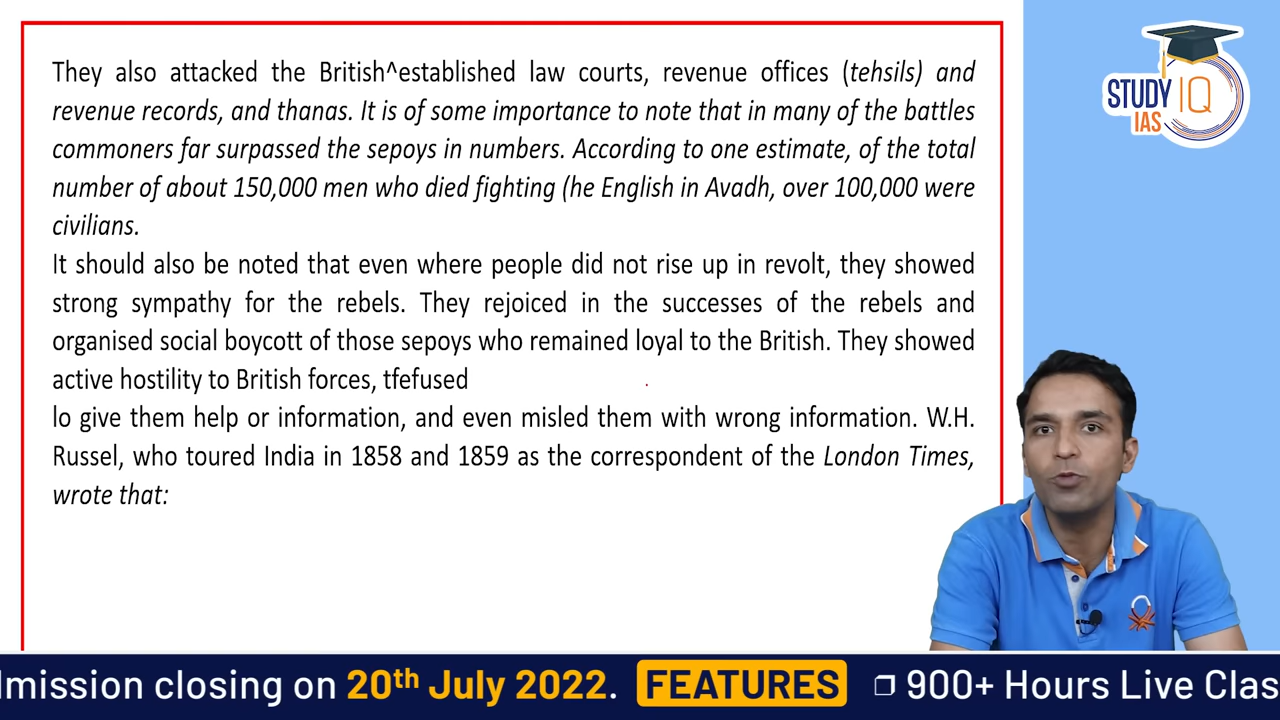 They also attacked the British^established law courts, revenue offices (tehsils) and
revenue records, and thanas. It is of some importance to note that in many of the battles
commoners far surpassed the sepoys in numbers. According to one estimate, of the total
number of about 150,000 men who died fighting (he English in Avadh, over 100,000 were
civilians.
It should also be noted that even where people did not rise up in revolt, they showed
strong sympathy for the rebels. They rejoiced in the successes of the rebels and
organised social boycott of those sepoys who remained loyal to the British. They showed
active hostility to British forces, tfefused
lo give them help or information, and even misled them with wrong information. W.H.
Russel, who toured India in 1858 and 1859 as the correspondent of the London Times,
wrote that:
STUDY IQ
IAS
mission closing on 20th July 2022. FEATURES 900+ Hours Live Clas